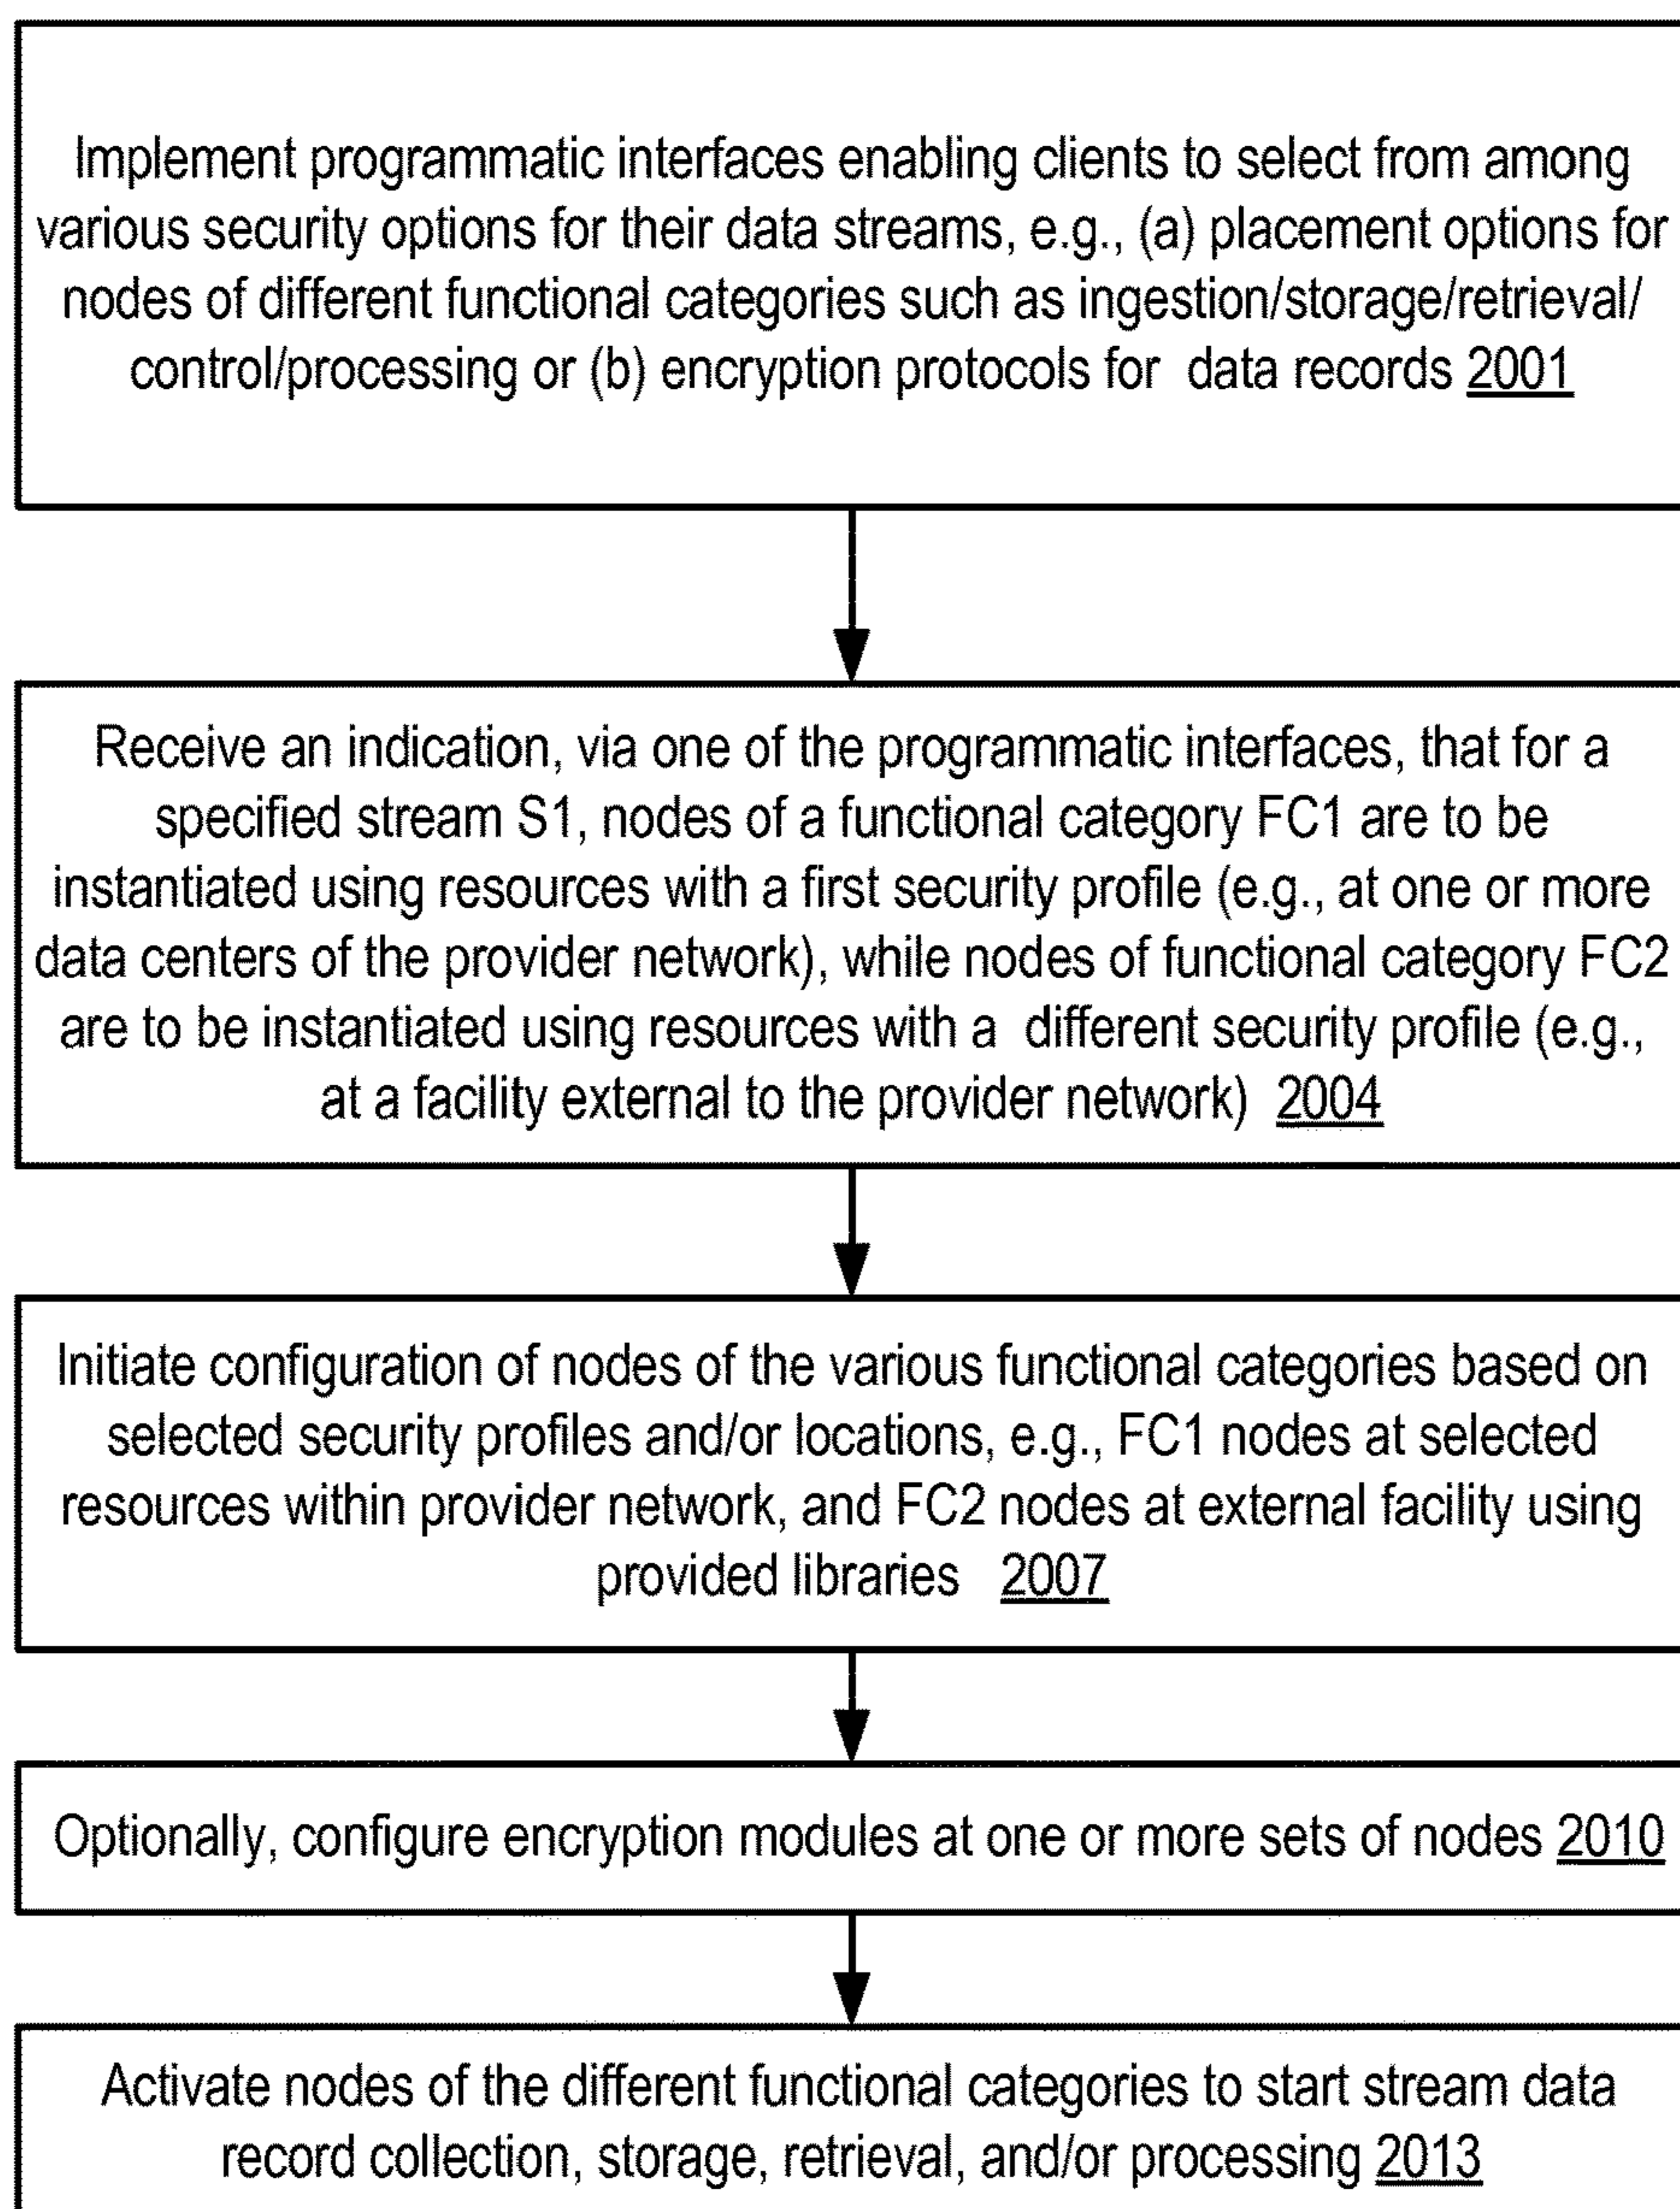 Implement programmatic interfaces enabling clients to select from among
various security options for their data streams, e.g., (a) placement options for
nodes of different functional categories such as ingestion/storage/retrieval/
control/processing or (b) encryption protocols for data records 2001
Receive an indication, via one of the programmatic interfaces, that for a
specified stream S1, nodes of a functional category FC1 are to be
instantiated using resources with a first security profile (e.g., at one or more
data centers of the provider network), while nodes of functional category FC2
are to be instantiated using resources with a different security profile (e.g.,
at a facility external to the provider network) 2004
Initiate configuration of nodes of the various functional categories based on
selected security profiles and/or locations, e.g., FC1 nodes at selected
resources within provider network, and FC2 nodes at external facility using
provided libraries 2007
Optionally, configure encryption modules at one or more sets of nodes 2010
Activate nodes of the different functional categories to start stream data
record collection, storage, retrieval, and/or processing 2013